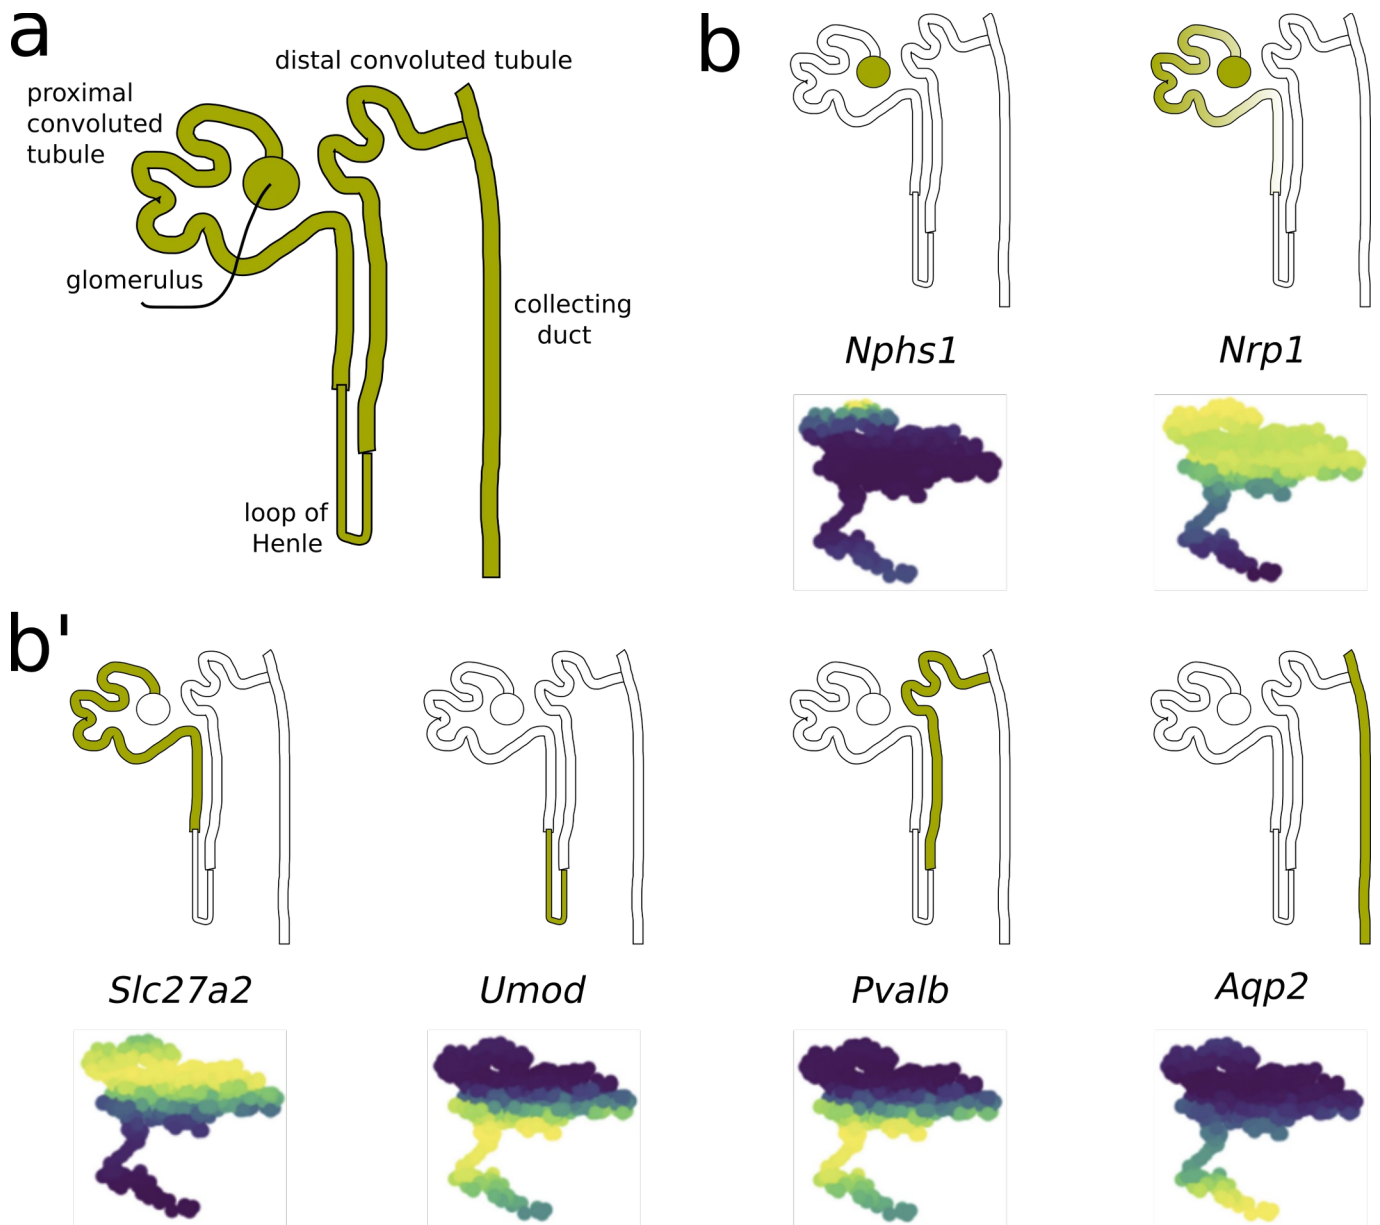 a
distal convoluted tubule
proximal
convoluted
tubule
glomerulus
collecting
duct
loop of
Henle
b
Nphs1
Nrp1
b'
Slc27a2
Umod
Pvalb
Aqp2